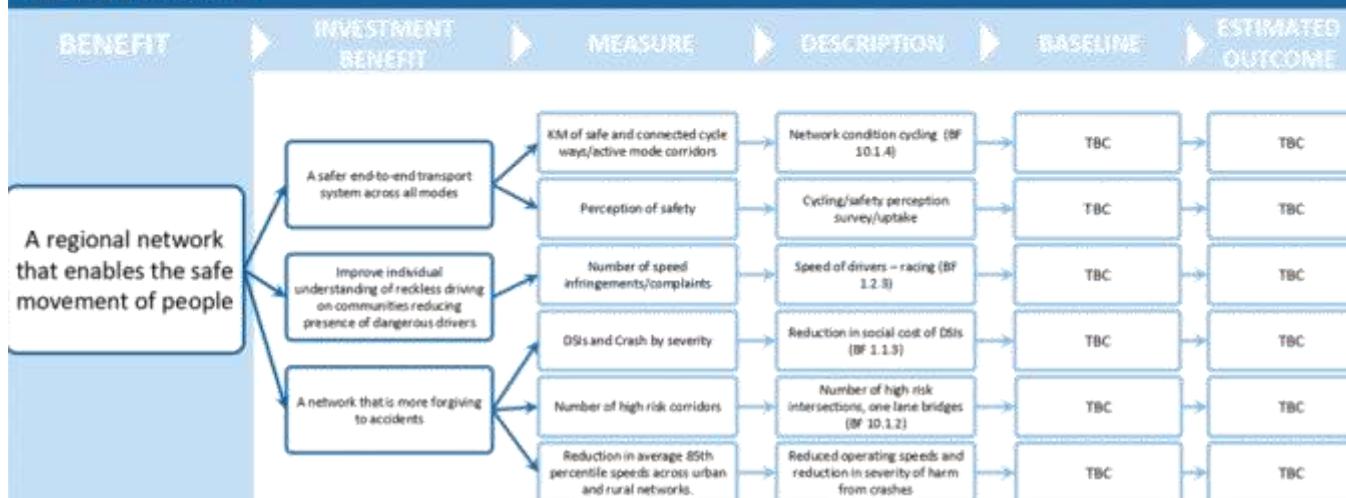 BENEFIT
INVESTMENT
BENEFIT
MEASURE
DESCRIPTION
BASELINE
ESTIMATED
OUTCOME
A regional network
that enables the safe
movement of people
A safer end-to-end transport
system across all modes
KM of safe and connected cycle
ways/active mode corridors
Network condition cycling (BF
10.1.4)
TBC
TBC
Perception of safety
Cycling/safety perception
survey/uptake
TBC
TBC
Improve individual
understanding of reckless driving
on communities reducing
presence of dangerous drivers
Number of speed
infringements/complaints
Speed of drivers – racing (BF
1.2.3)
TBC
TBC
A network that is more forgiving
to accidents
DSIs and Crash by severity
Reduction in social cost of DSIs
(BF 1.1.3)
TBC
TBC
Number of high risk corridors
Number of high risk
intersections, one lane bridges
(BF 10.1.2)
TBC
TBC
Reduction in average 85th
percentile speeds across urban
and rural networks.
Reduced operating speeds and
reduction in severity of harm
from crashes
TBC
TBC